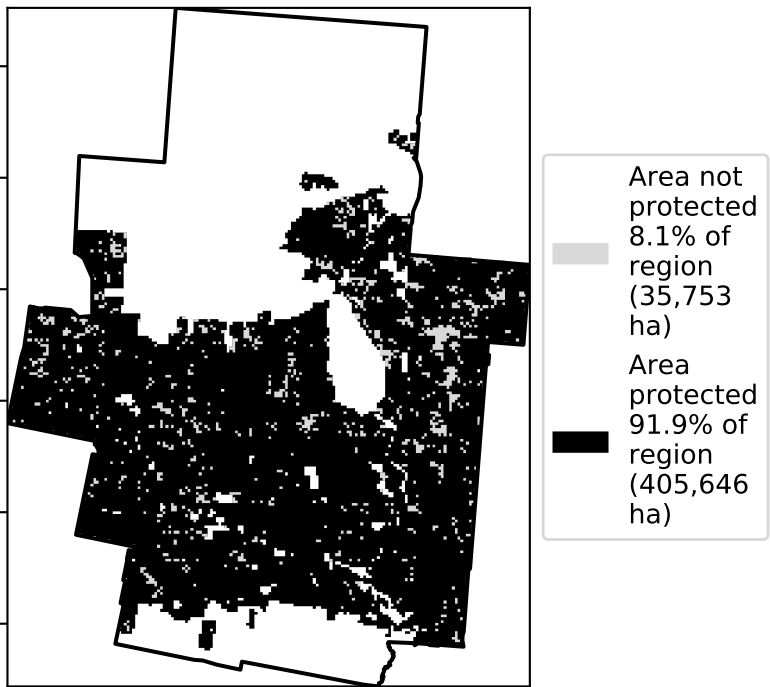 Area not
protected
8.1% of
region
(35,753
ha)
Area
protected
91.9% of
region
(405,646
ha)